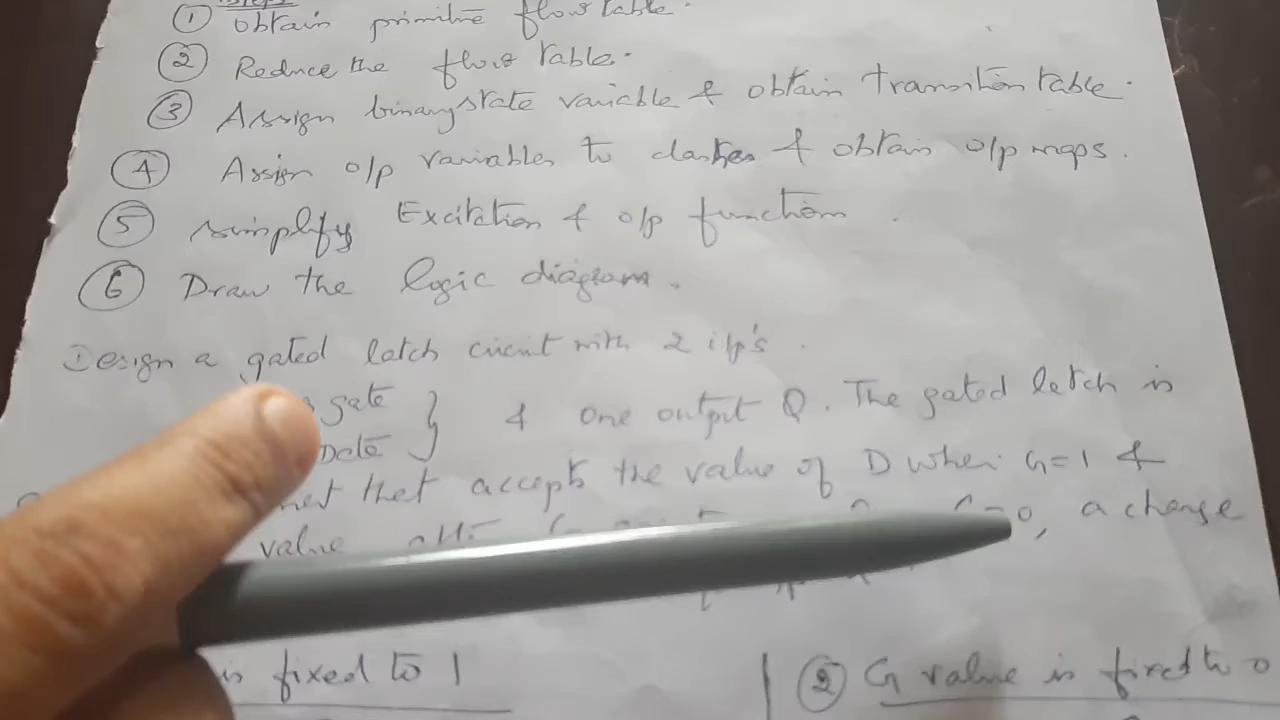 ① Obtain primitive flow table.
② Reduce the flow table.
③ Assign binary state variable & obtain transition table.
④ Assign o/p variables to dashes & obtain o/p maps.
⑤ simplify Excitation & o/p function.
⑥ Draw the logic diagram.
Design a gated latch circuit with 2 i/p's.
gate
Data } & one output Q. The gated latch is
that accepts the value of D when G=1 &
value =0, a change
is fixed to 1
② G value is fixed to 0